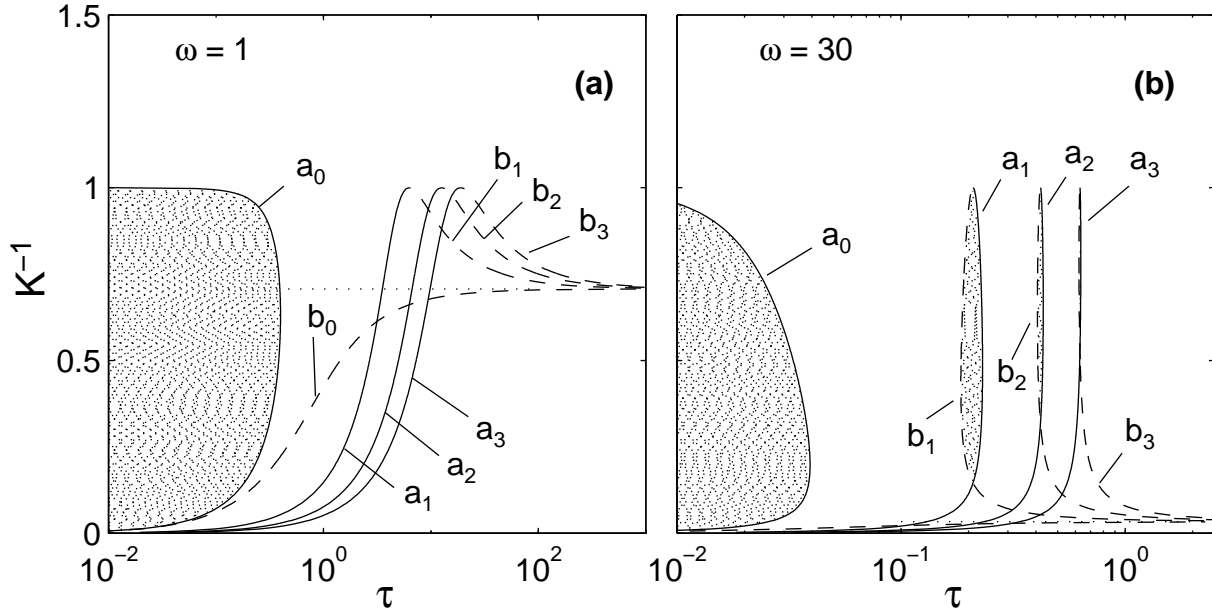 1.5
ω = 1
(a)
ω = 30
(b)
a₀
b₁
b₂
b₃
a₁
a₂
a₃
1
a₀
K⁻¹
b₀
0.5
b₂
a₃
b₁
b₃
a₂
a₁
0
10⁻²
10⁰
10²
10⁻²
10⁻¹
10⁰
τ
τ